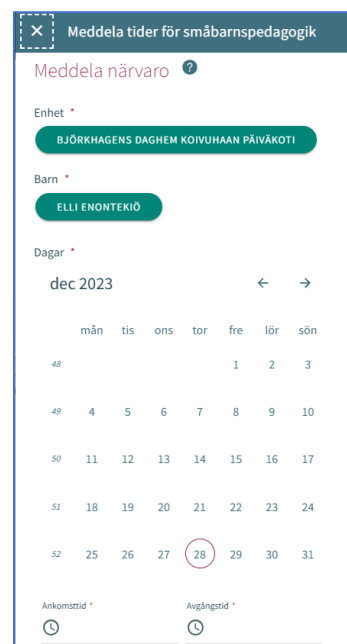 Meddela tider för småbarnspedagogik
Meddela närvaro ?
Enhet *
BJÖRKHAGENS DAGHEM KOIVUHAAN PÄIVÄKOTI
Barn *
ELLI ENONTEKIÖ
Dagar *
dec 2023
mån tis ons tor fre lör sön
48 1 2 3
49 4 5 6 7 8 9 10
50 11 12 13 14 15 16 17
51 18 19 20 21 22 23 24
52 25 26 27 28 29 30 31
Ankomsttid * Avgångstid *